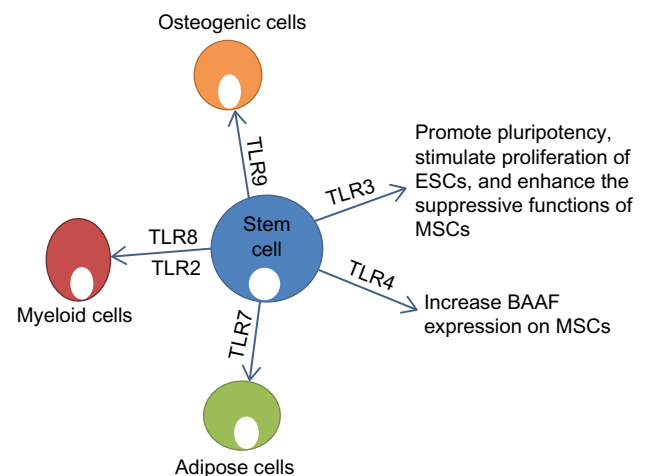 Osteogenic cells
TLR9
TLR3
Promote pluripotency,
stimulate proliferation of
ESCs, and enhance the
suppressive functions of
MSCs
Stem
cell
TLR8
TLR2
Myeloid cells
TLR4
Increase BAAF
expression on MSCs
TLR7
Adipose cells